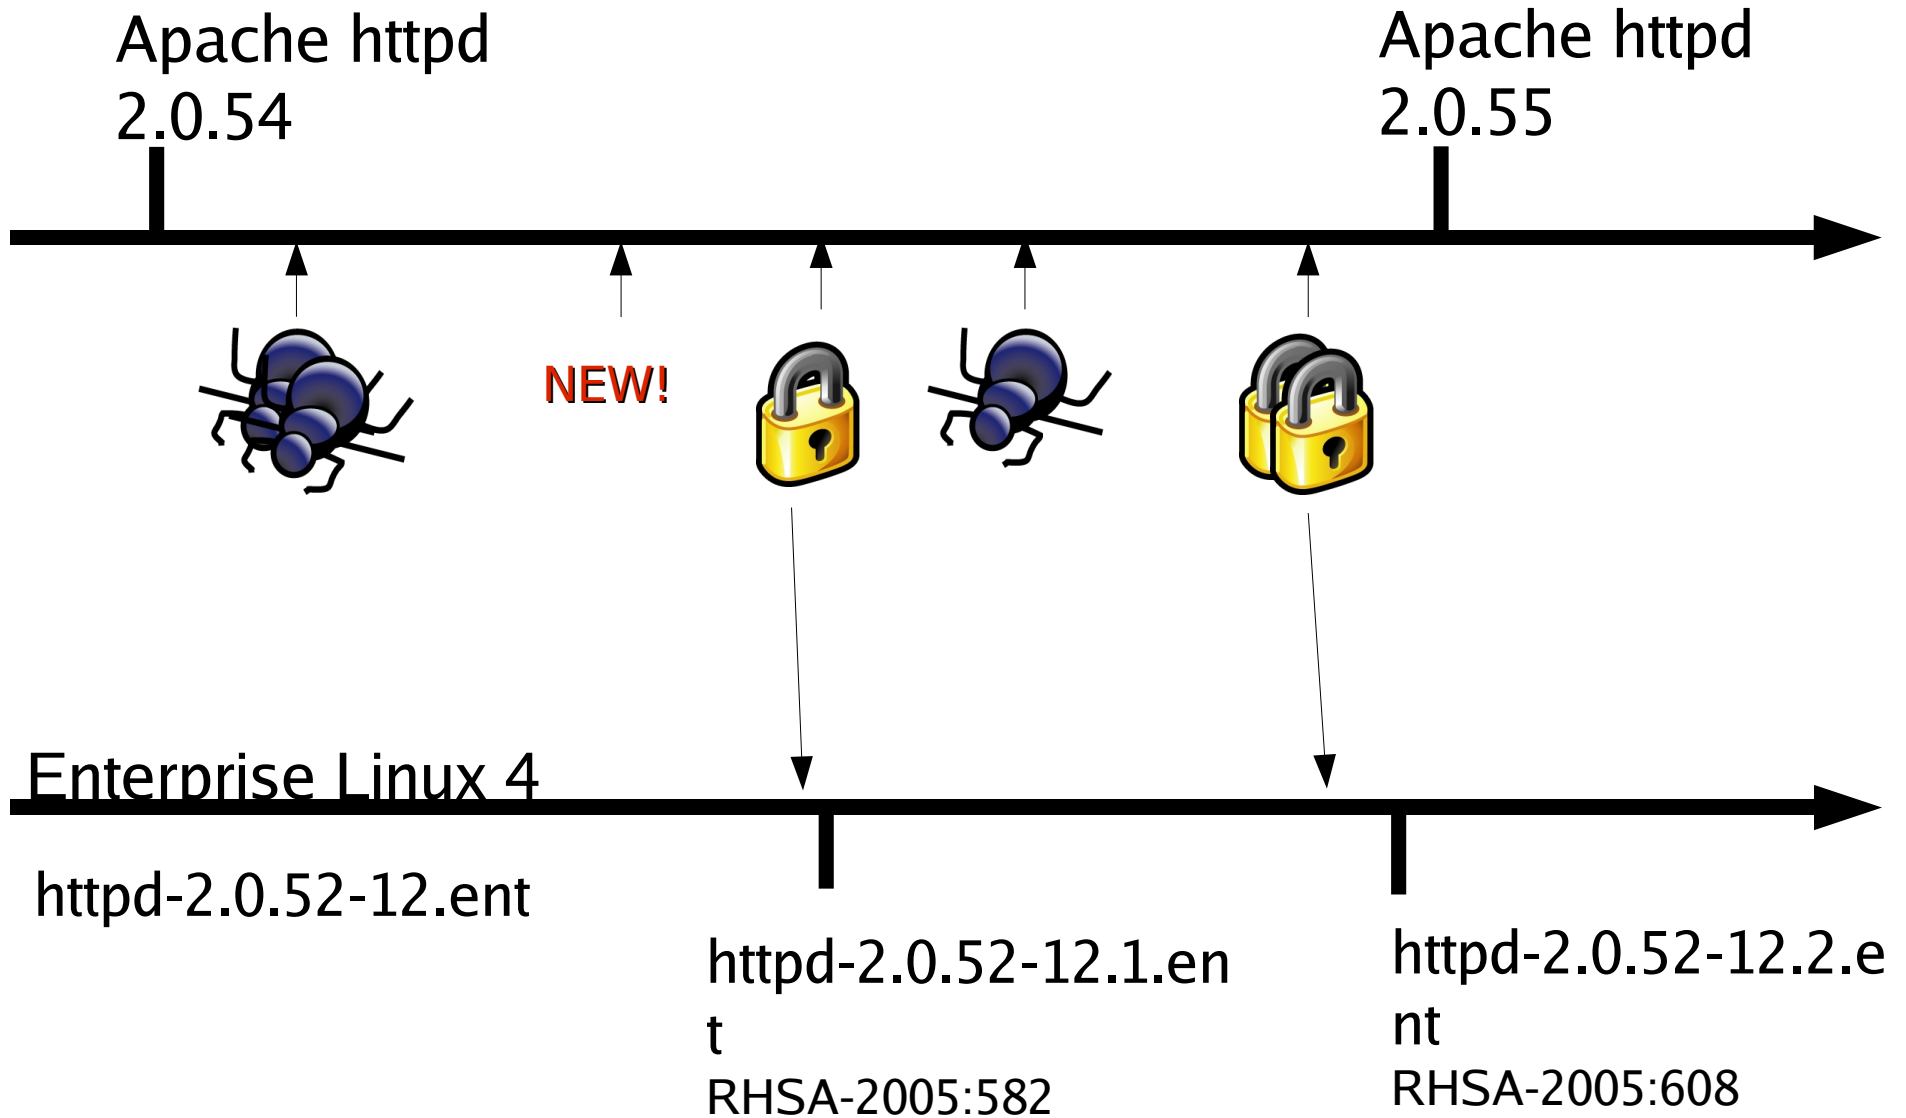 Apache httpd
2.0.54
Apache httpd
2.0.55
NEW!
Enterprise Linux 4
httpd-2.0.52-12.ent
httpd-2.0.52-12.1.en
t
RHSA-2005:582
httpd-2.0.52-12.2.e
nt
RHSA-2005:608